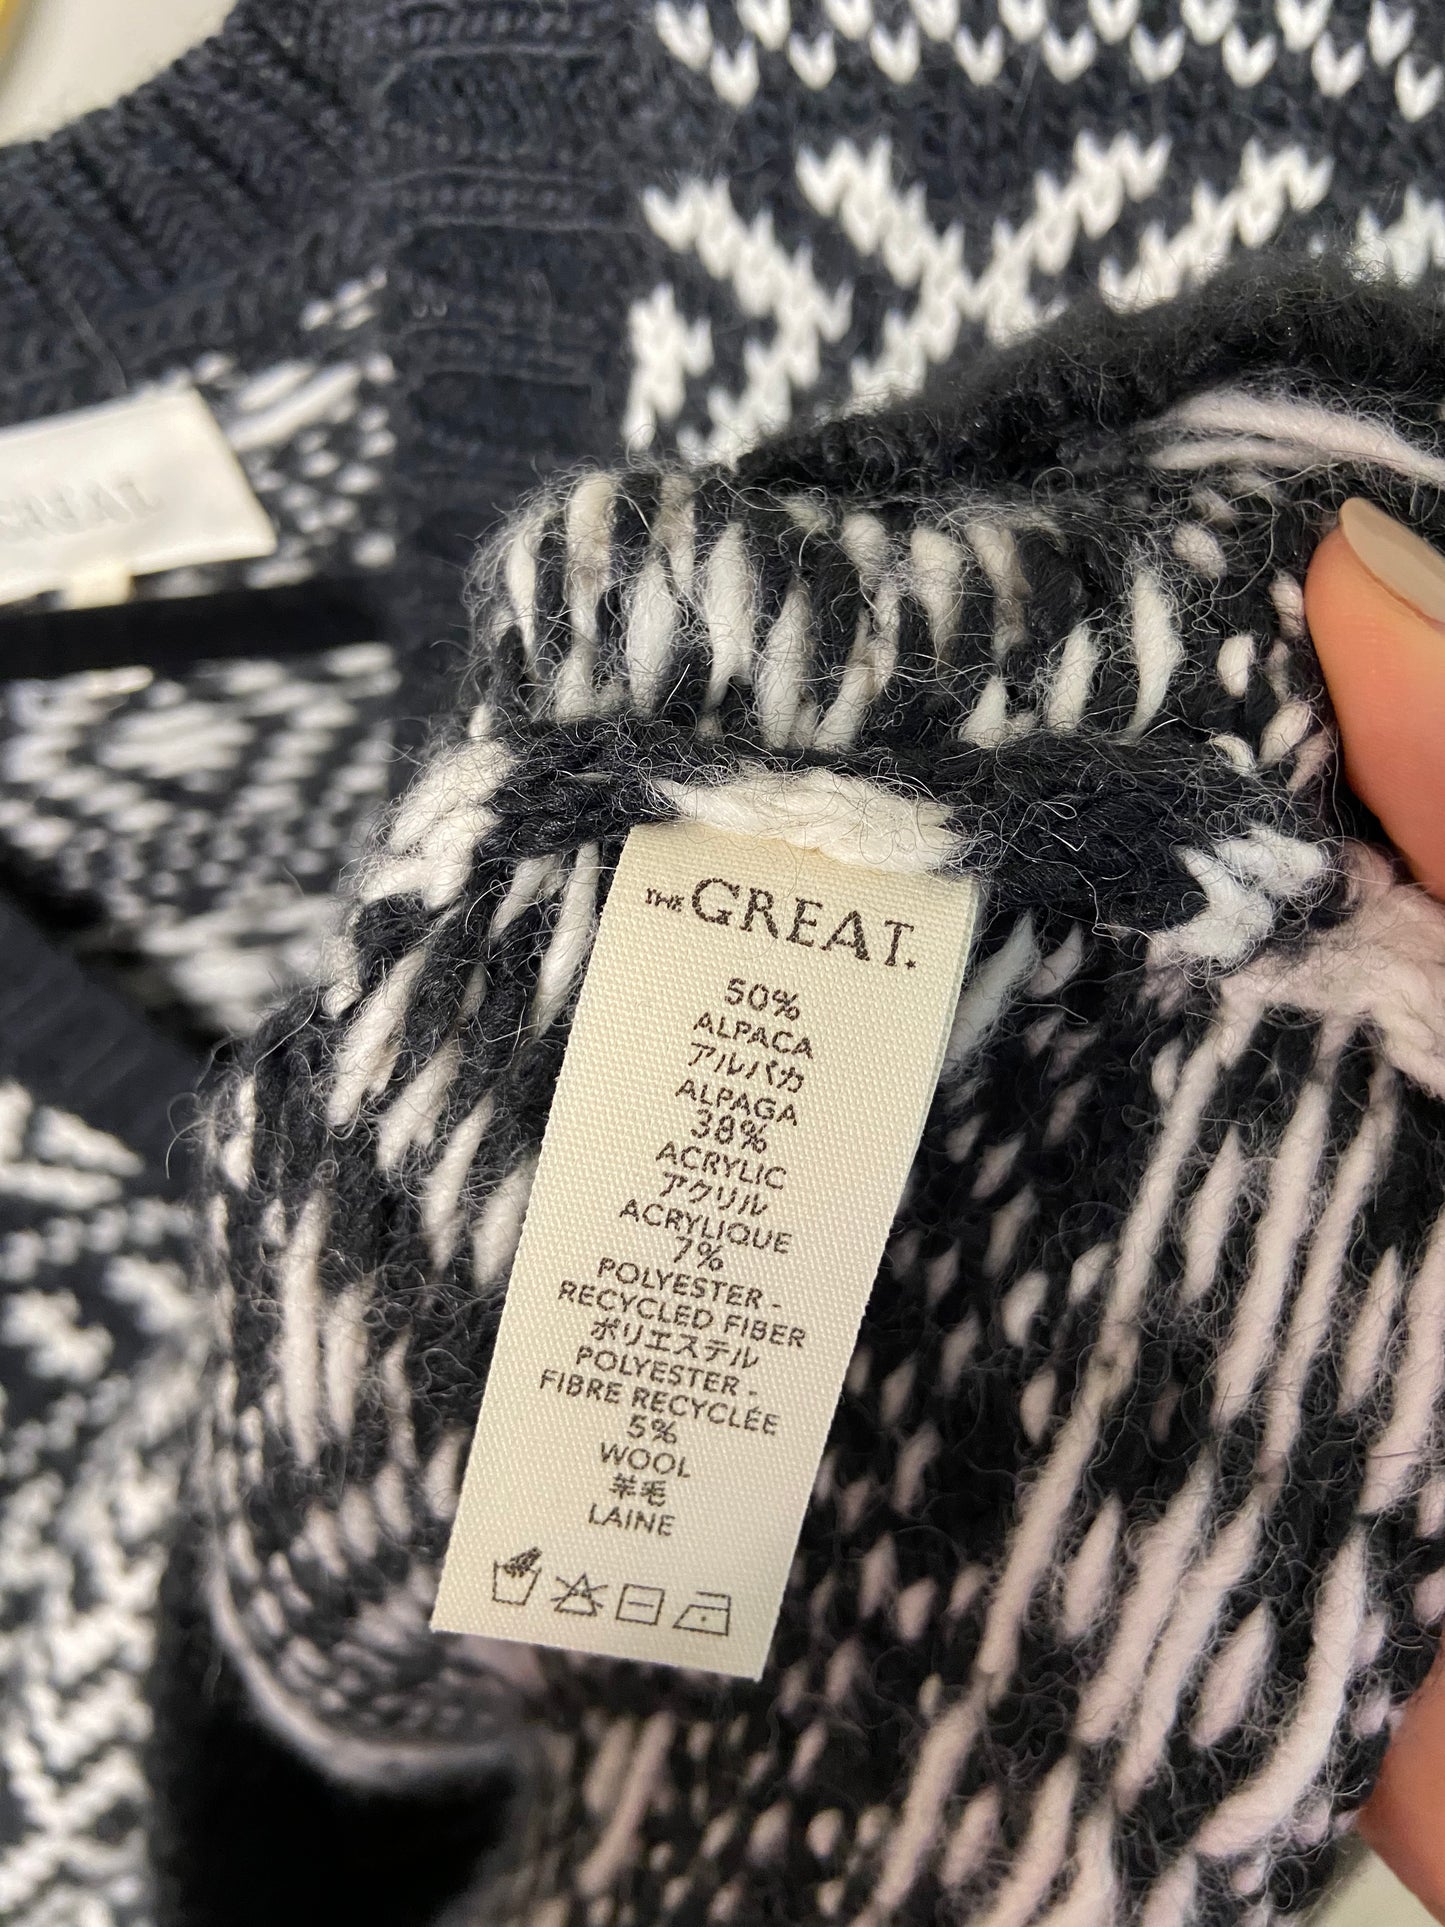 GREAT
THE GREAT.
50%
ALPACA
アルパカ
ALPAGA
38%
ACRYLIC
アクリル
ACRYLIQUE
7%
POLYESTER -
RECYCLED FIBER
ポリエステル
POLYESTER -
FIBRE RECYCLÉE
5%
WOOL
羊毛
LAINE